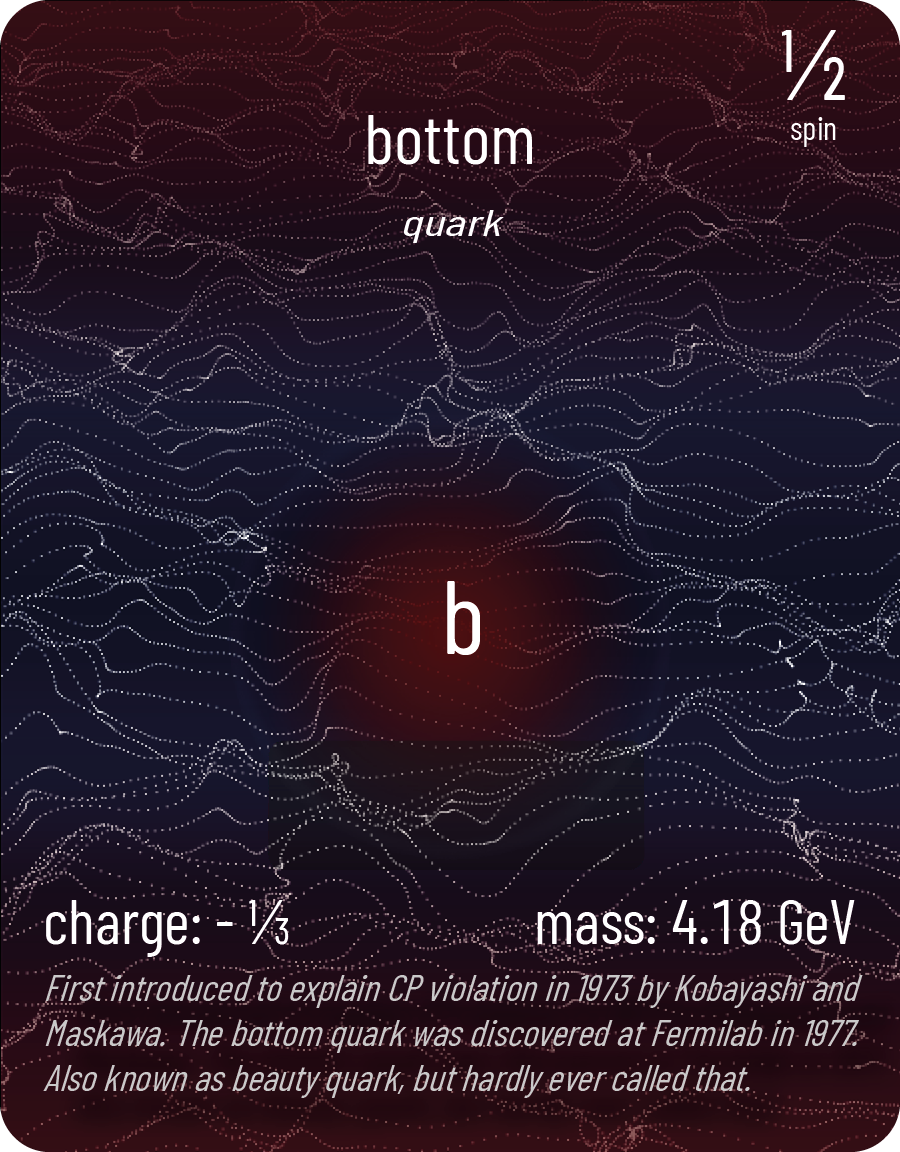 ½
spin
bottom
quark
b
charge: - ⅓
mass: 4.18 GeV
First introduced to explain CP violation in 1973 by Kobayashi and
Maskawa. The bottom quark was discovered at Fermilab in 1977.
Also known as beauty quark, but hardly ever called that.